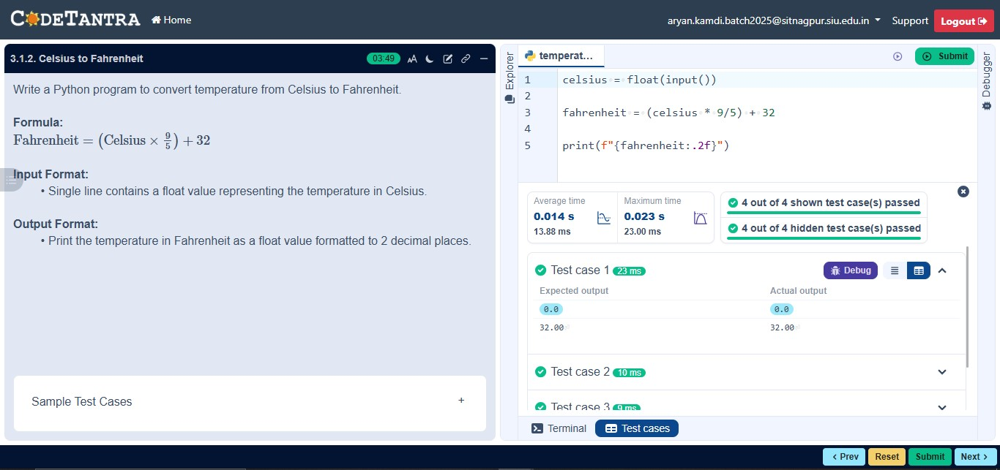 CODETANTRA Home aryan.kamdi.batch2025@sitnagpur.siu.edu.in Support Logout
3.1.2. Celsius to Fahrenheit 03:49 AA
Write a Python program to convert temperature from Celsius to Fahrenheit.
Formula:
Fahrenheit = (Celsius × 9/5) + 32
Input Format:
• Single line contains a float value representing the temperature in Celsius.
Output Format:
• Print the temperature in Fahrenheit as a float value formatted to 2 decimal places.
Sample Test Cases +
Explorer
temperat... Submit
Debugger
1 celsius = float(input())
2
3 fahrenheit = (celsius * 9/5) + 32
4
5 print(f"{fahrenheit:.2f}")
Average time Maximum time
0.014 s 0.023 s
13.88 ms 23.00 ms
4 out of 4 shown test case(s) passed
4 out of 4 hidden test case(s) passed
Test case 1 23 ms Debug
Expected output Actual output
0.0 0.0
32.00 32.00
Test case 2 10 ms
Test case 3 9 ms
Terminal Test cases
< Prev Reset Submit Next >